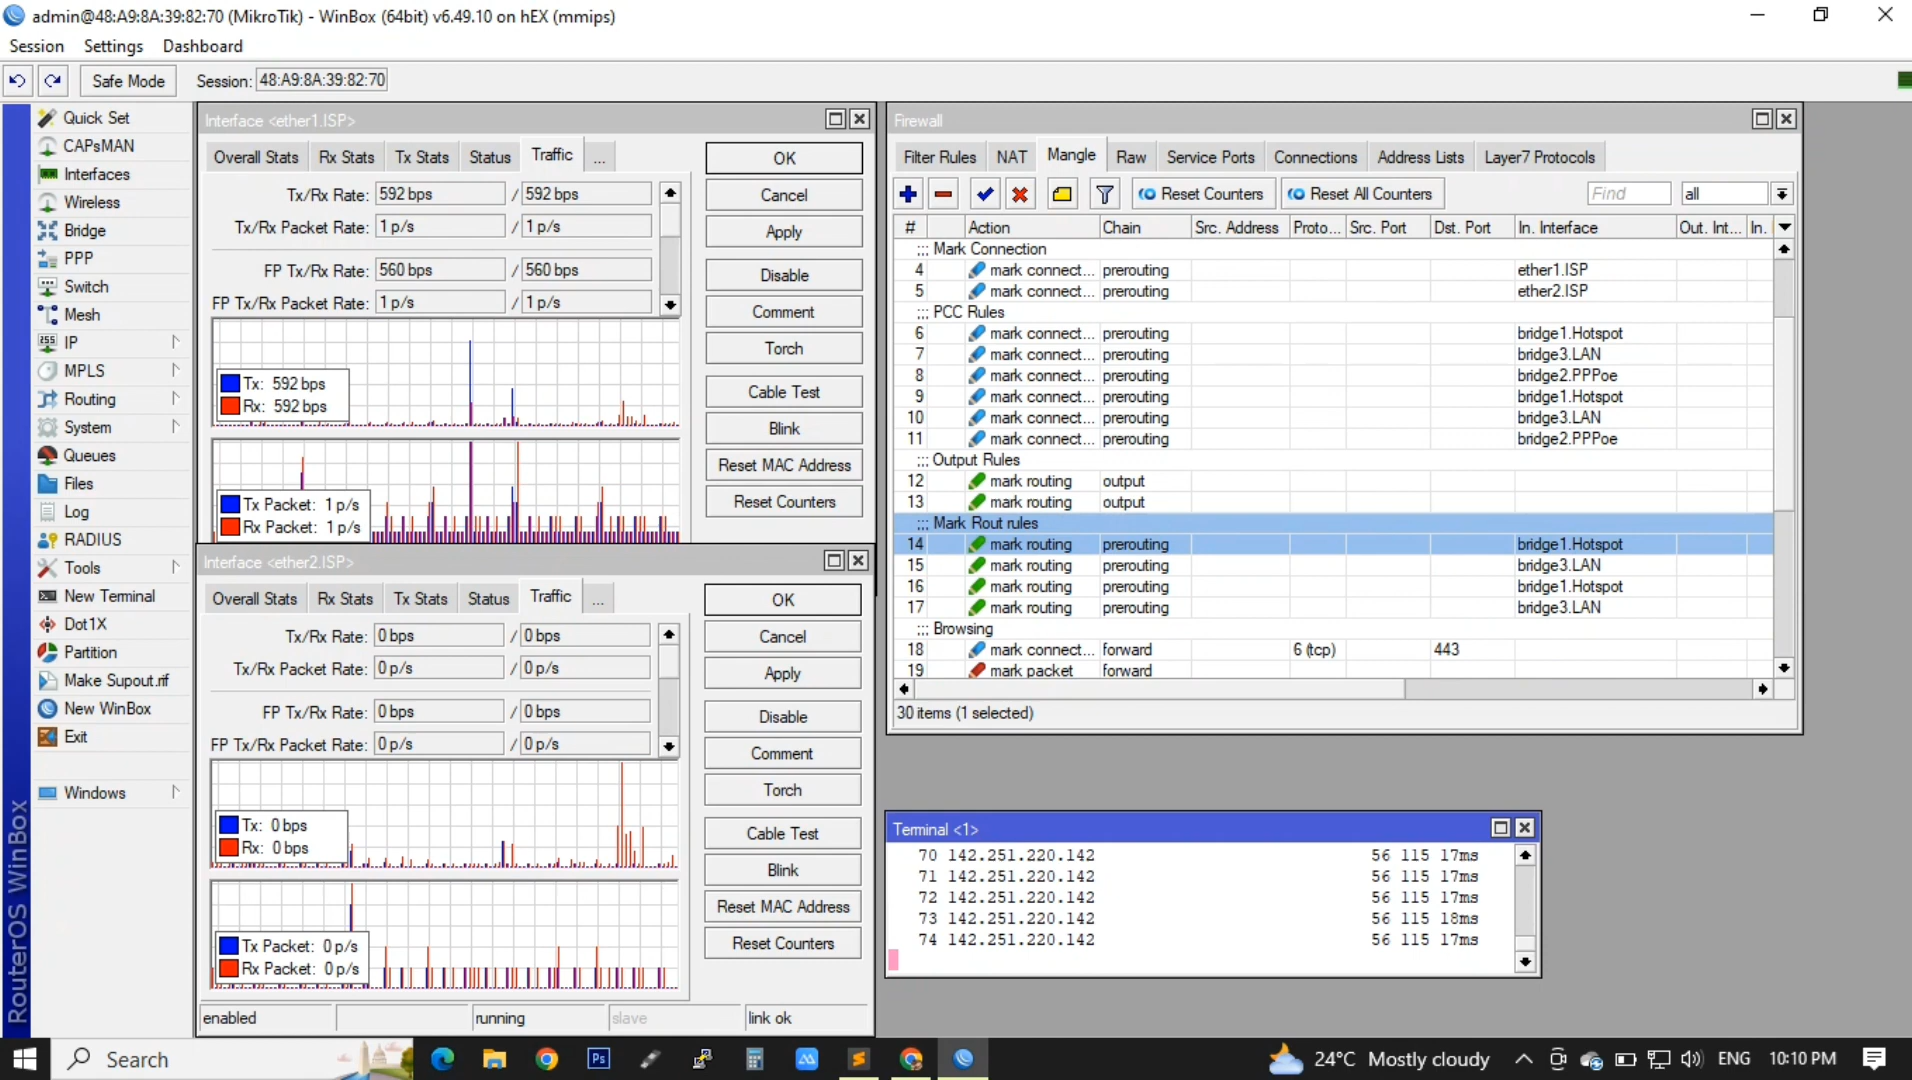 admin@48:A9:8A:39:82:70 (MikroTik) - WinBox (64bit) v6.49.10 on hEX (mmips)
Session Settings Dashboard
Safe Mode Session: 48:A9:8A:39:82:70
RouterOS WinBox
Quick Set
CAPsMAN
Interfaces
Wireless
Bridge
PPP
Switch
Mesh
IP
MPLS
Routing
System
Queues
Files
Log
RADIUS
Tools
New Terminal
Dot1X
Partition
Make Supout.rif
New WinBox
Exit
Windows
Interface <ether1.ISP>
Overall Stats Rx Stats Tx Stats Status Traffic ...
Tx/Rx Rate: 592 bps / 592 bps
Tx/Rx Packet Rate: 1 p/s / 1 p/s
FP Tx/Rx Rate: 560 bps / 560 bps
FP Tx/Rx Packet Rate: 1 p/s / 1 p/s
Tx: 592 bps
Rx: 592 bps
Tx Packet: 1 p/s
Rx Packet: 1 p/s
OK
Cancel
Apply
Disable
Comment
Torch
Cable Test
Blink
Reset MAC Address
Reset Counters
Interface <ether2.ISP>
Overall Stats Rx Stats Tx Stats Status Traffic ...
Tx/Rx Rate: 0 bps / 0 bps
Tx/Rx Packet Rate: 0 p/s / 0 p/s
FP Tx/Rx Rate: 0 bps / 0 bps
FP Tx/Rx Packet Rate: 0 p/s / 0 p/s
Tx: 0 bps
Rx: 0 bps
Tx Packet: 0 p/s
Rx Packet: 0 p/s
OK
Cancel
Apply
Disable
Comment
Torch
Cable Test
Blink
Reset MAC Address
Reset Counters
enabled running slave link ok
Firewall
Filter Rules NAT Mangle Raw Service Ports Connections Address Lists Layer7 Protocols
Reset Counters Reset All Counters Find all
# Action Chain Src. Address Proto... Src. Port Dst. Port In. Interface Out. Int... In.
;;; Mark Connection
4 mark connect... prerouting ether1.ISP
5 mark connect... prerouting ether2.ISP
;;; PCC Rules
6 mark connect... prerouting bridge1.Hotspot
7 mark connect... prerouting bridge3.LAN
8 mark connect... prerouting bridge2.PPPoe
9 mark connect... prerouting bridge1.Hotspot
10 mark connect... prerouting bridge3.LAN
11 mark connect... prerouting bridge2.PPPoe
;;; Output Rules
12 mark routing output
13 mark routing output
;;; Mark Rout rules
14 mark routing prerouting bridge1.Hotspot
15 mark routing prerouting bridge3.LAN
16 mark routing prerouting bridge1.Hotspot
17 mark routing prerouting bridge3.LAN
;;; Browsing
18 mark connect... forward 6 (tcp) 443
19 mark packet forward
30 items (1 selected)
Terminal <1>
70 142.251.220.142 56 115 17ms
71 142.251.220.142 56 115 17ms
72 142.251.220.142 56 115 17ms
73 142.251.220.142 56 115 18ms
74 142.251.220.142 56 115 17ms
Search
Ps
24°C Mostly cloudy ENG 10:10 PM